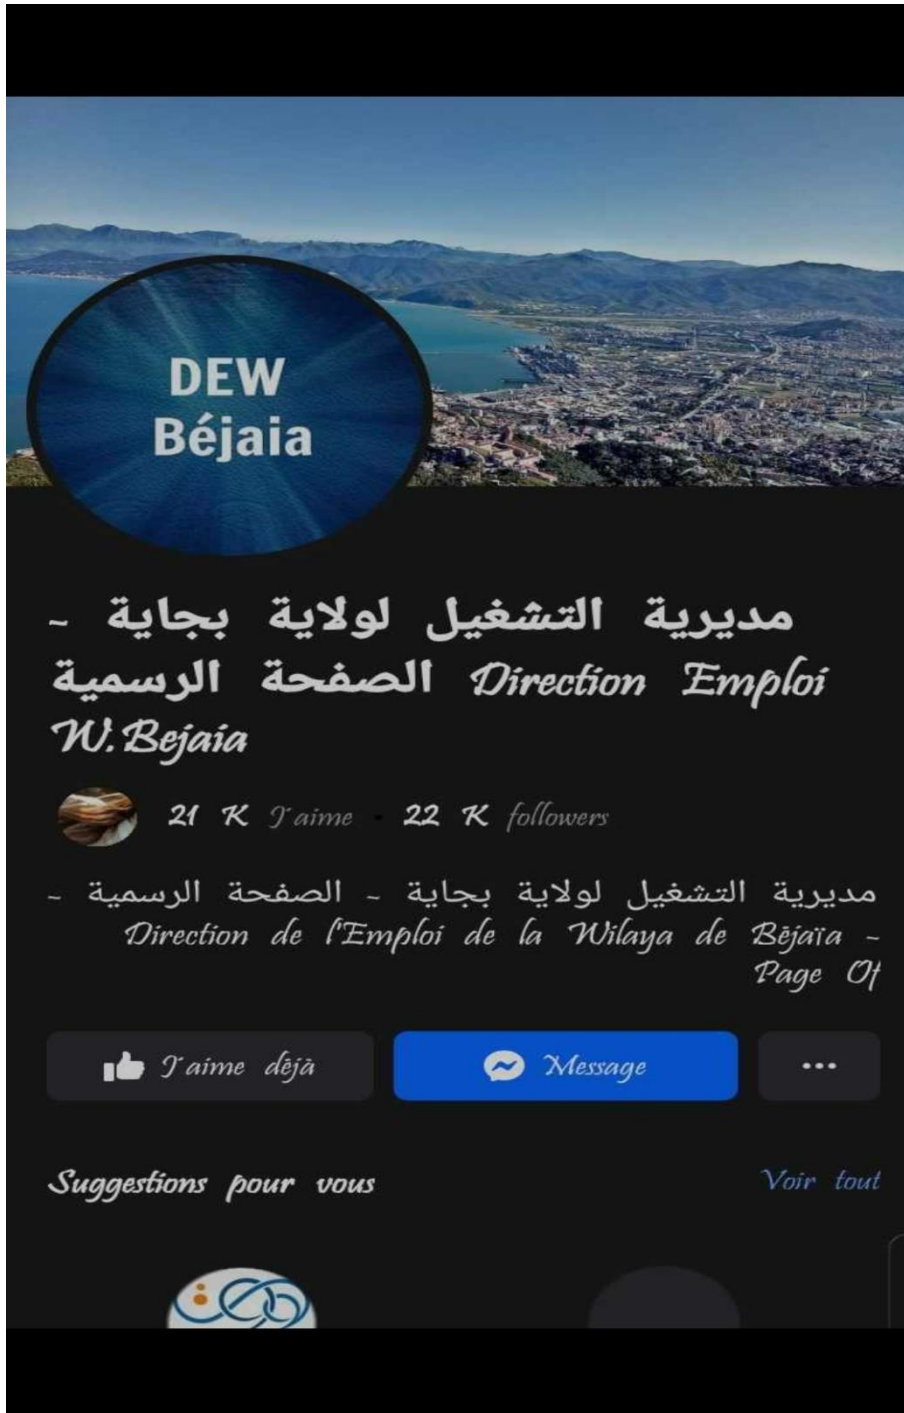 DEW
Béjaia
مديرية التشغيل لولاية بجاية -
الصفحة الرسمية Direction Emploi
W.Bejaia
21 K J'aime · 22 K followers
مديرية التشغيل لولاية بجاية - الصفحة الرسمية -
Direction de l'Emploi de la Wilaya de Béjaïa -
Page Of
J'aime déjà
Message
Suggestions pour vous
Voir tout